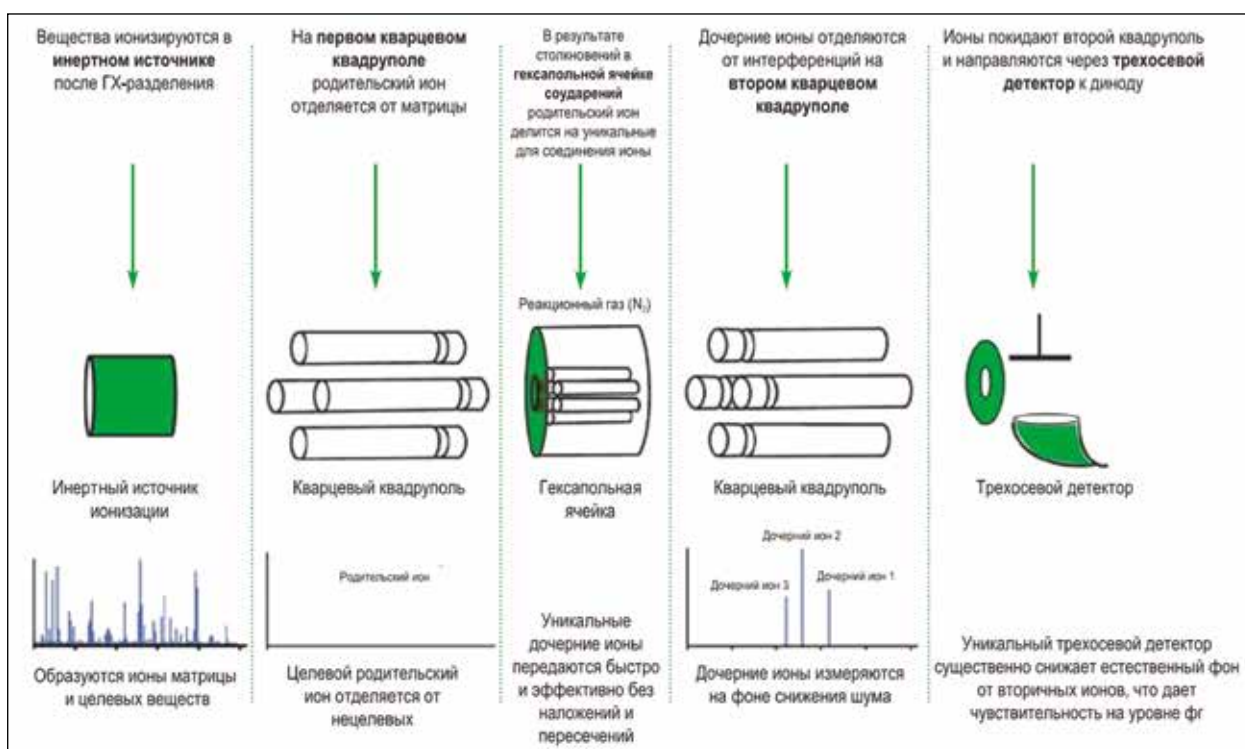 Вещества ионизируются в
инертном источнике
после ГХ-разделения
На первом кварцевом
квадруполе
родительский ион
отделяется от матрицы
В результате
столкновений в
гексапольной ячейке
соударений
родительский ион
делится на уникальные
для соединения ионы
Дочерние ионы отделяются
от интерференций на
втором кварцевом
квадруполе
Ионы покидают второй квадруполь
и направляются через трехосевой
детектор к диноду
Реакционный газ (N₂)
Инертный источник
ионизации
Кварцевый квадруполь
Гексапольная
ячейка
Кварцевый квадруполь
Трехосевой детектор
Родительский ион
Дочерний ион 2
Дочерний ион 3
Дочерний ион 1
Образуются ионы матрицы
и целевых веществ
Целевой родительский
ион отделяется от
нецелевых
Уникальные
дочерние ионы
передаются быстро
и эффективно без
наложений и
пересечений
Дочерние ионы измеряются
на фоне снижения шума
Уникальный трехосевой детектор
существенно снижает естественный фон
от вторичных ионов, что дает
чувствительность на уровне фг